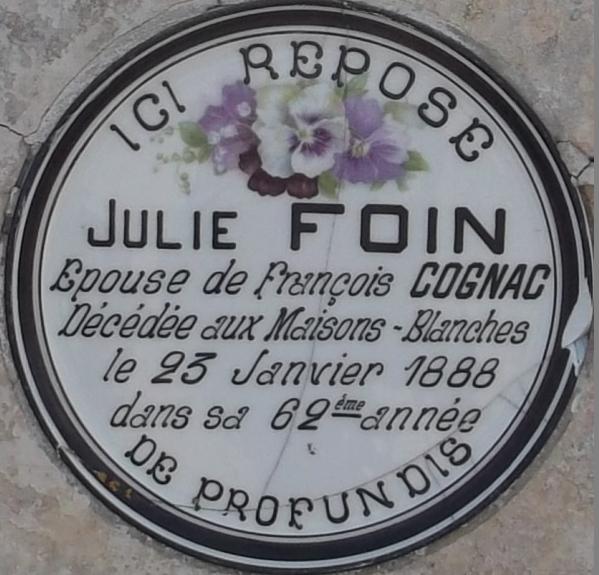 ICI REPOSE
JULIE FOIN
Epouse de François COGNAC
Décédée aux Maisons-Blanches
le 23 Janvier 1888
dans sa 62ème année
DE PROFUNDIS